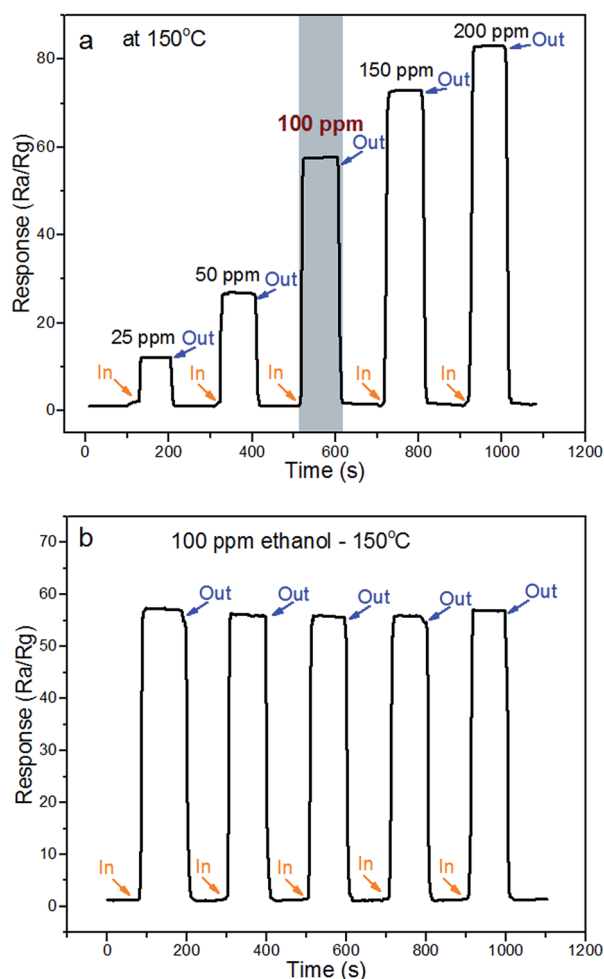 a
at 150°C
200 ppm
Out
80
150 ppm
Out
100 ppm
Out
60
Response (Ra/Rg)
40
50 ppm
Out
20
25 ppm
Out
In
In
In
In
In
0
0
200
400
600
800
1000
1200
Time (s)
b
100 ppm ethanol - 150°C
70
60
Out
Out
Out
Out
Out
50
40
Response (Ra/Rg)
30
20
10
In
In
In
In
In
0
0
200
400
600
800
1000
1200
Time (s)